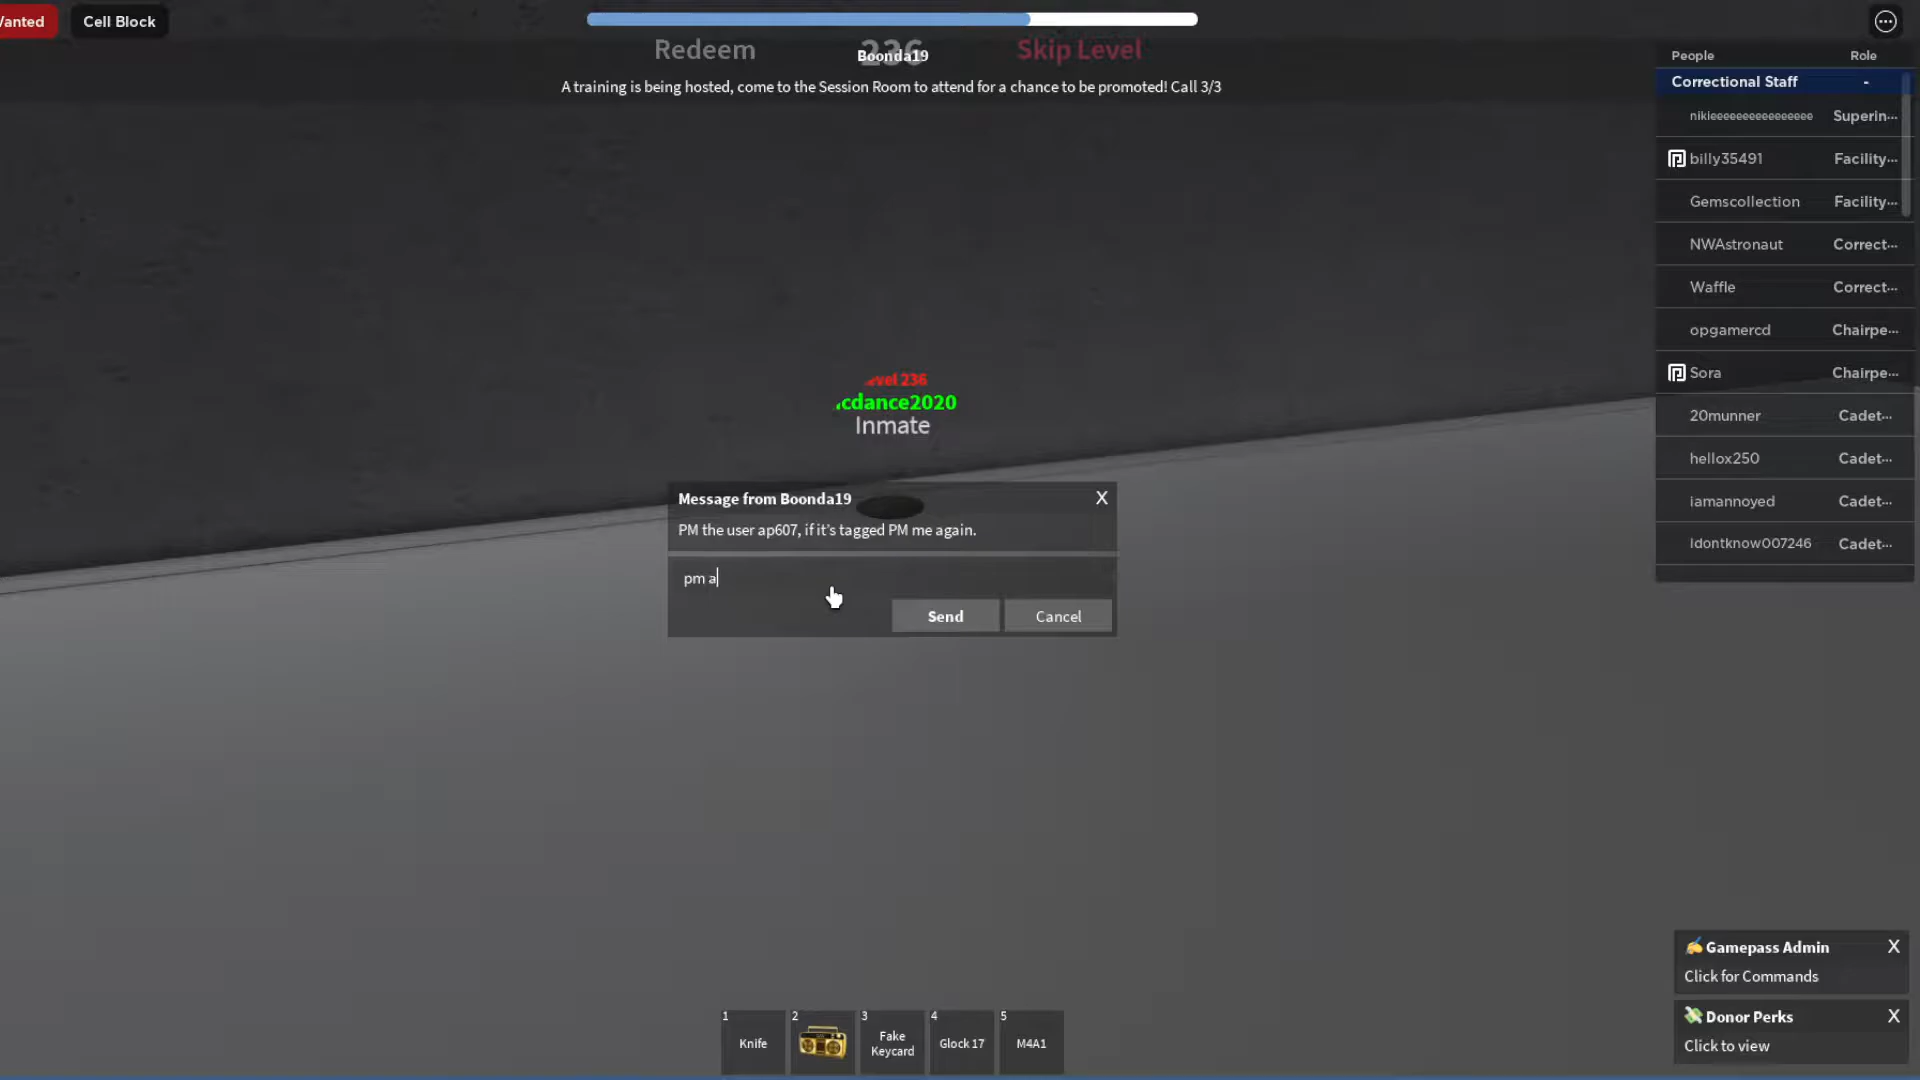 Wanted
Cell Block
Redeem
236
Skip Level
Boonda19
A training is being hosted, come to the Session Room to attend for a chance to be promoted! Call 3/3
People Role
Correctional Staff -
nikieeeeeeeeeeeeeeee Superin...
billy35491 Facility...
Gemscollection Facility...
NWAstronaut Correct...
Waffle Correct...
opgamercd Chairpe...
Sora Chairpe...
20munner Cadet...
hellox250 Cadet...
iamannoyed Cadet...
Idontknow007246 Cadet...
236
cdance2020
Inmate
Message from Boonda19 X
PM the user ap607, if it's tagged PM me again.
pm a
Send Cancel
✍️Gamepass Admin X
Click for Commands
💸Donor Perks X
Click to view
1 Knife
2
3 Fake Keycard
4 Glock 17
5 M4A1